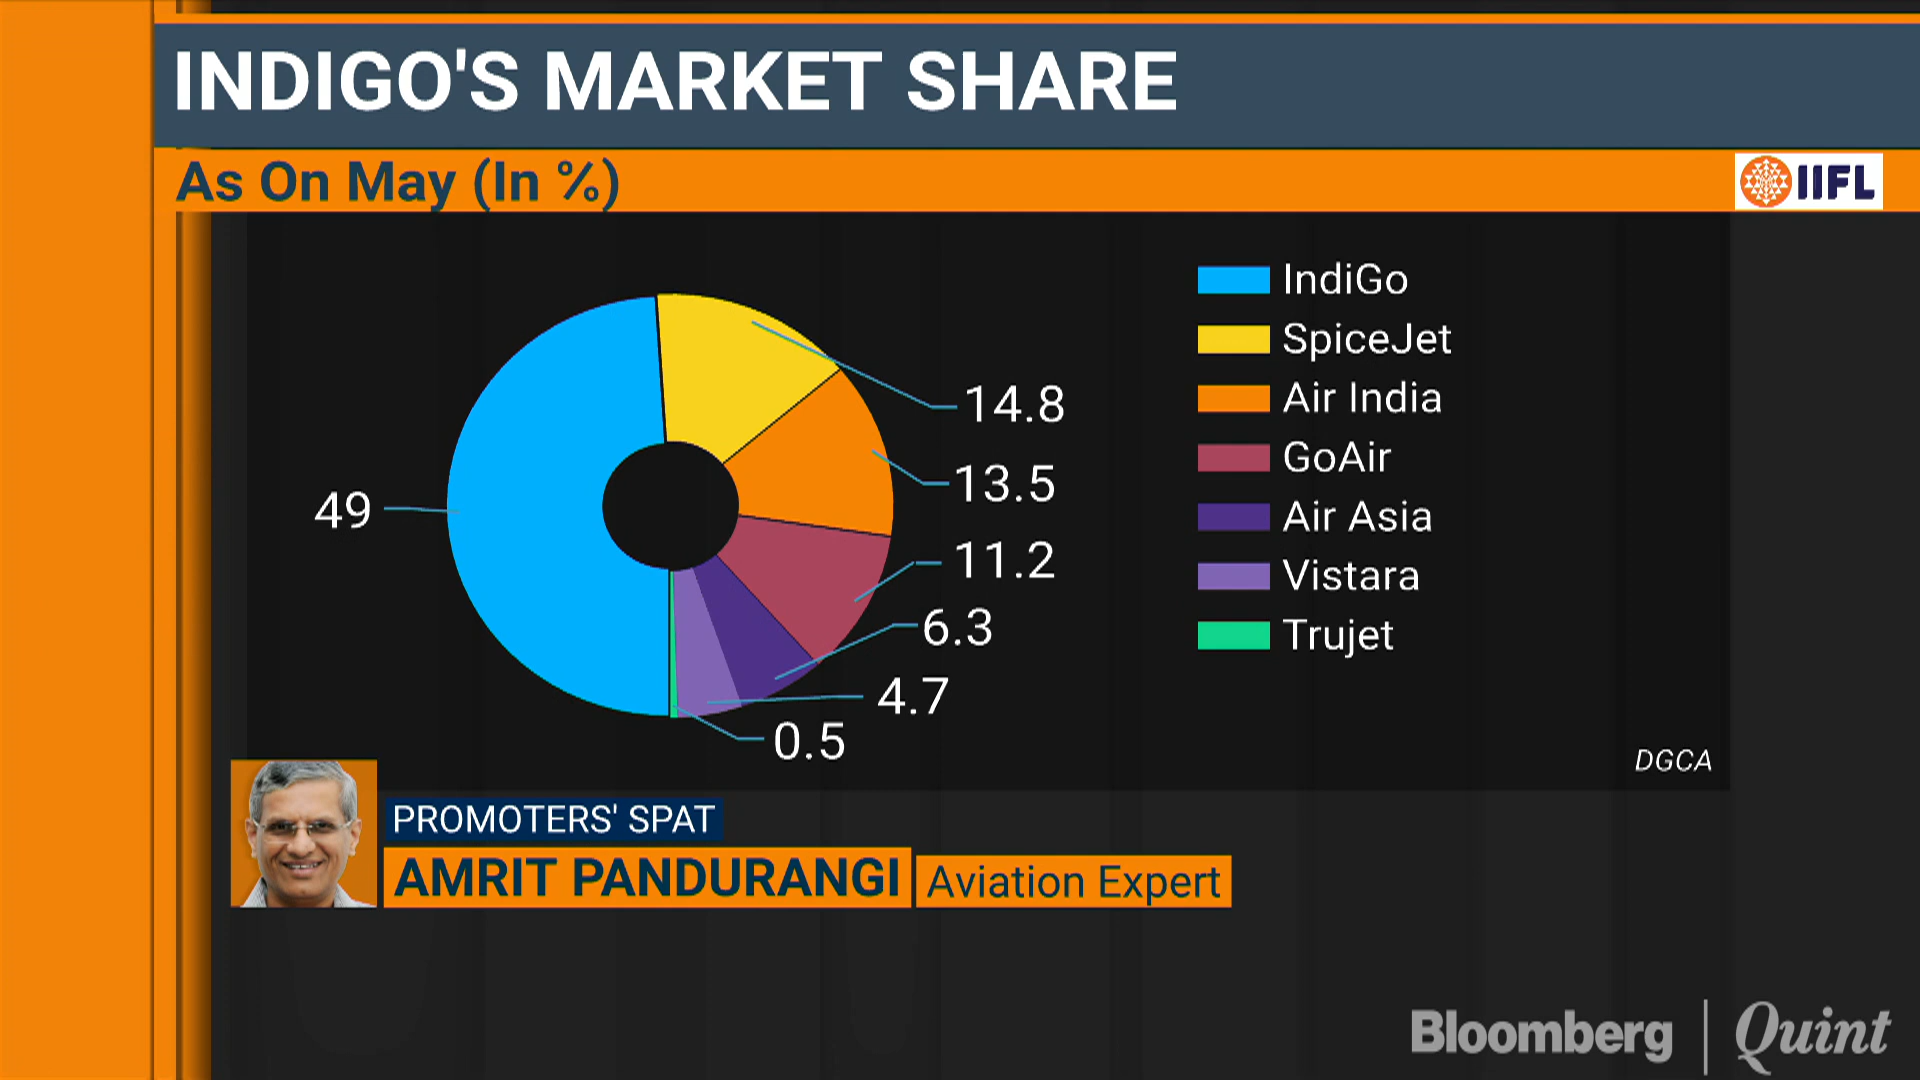 INDIGO'S MARKET SHARE
As On May (In %)
IIFL
IndiGo
SpiceJet
Air India
GoAir
Air Asia
Vistara
Trujet
49
14.8
13.5
11.2
6.3
4.7
0.5
DGCA
PROMOTERS' SPAT
AMRIT PANDURANGI Aviation Expert
Bloomberg | Quint